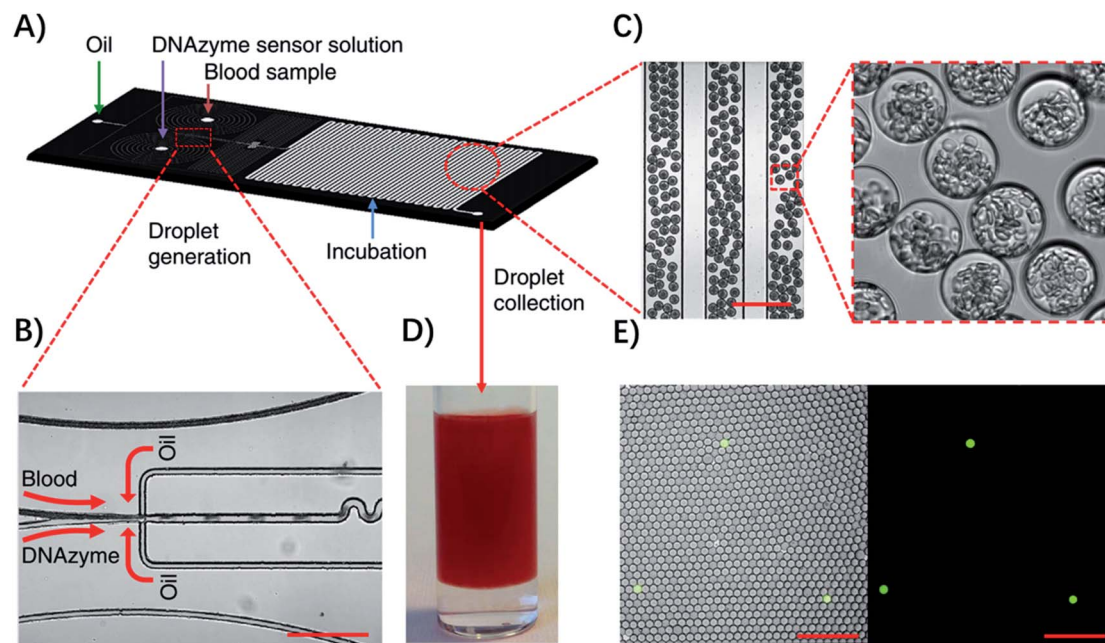 A)
Oil
DNAzyme sensor solution
Blood sample
Droplet
generation
Incubation
Droplet
collection
C)
B)
Oil
Blood
DNAzyme
Oil
D)
E)